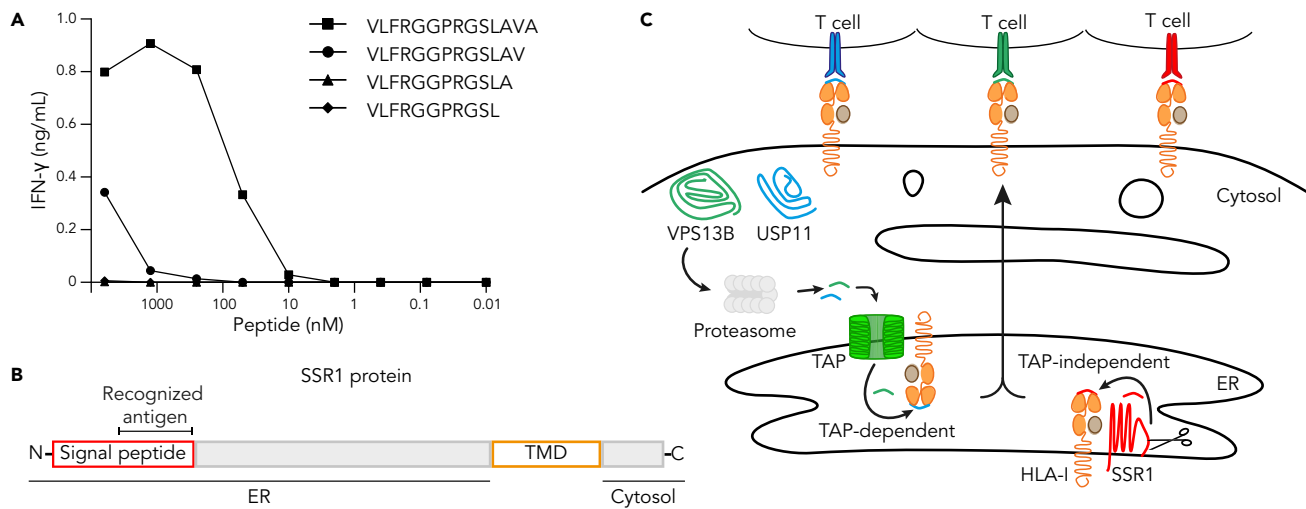 A
1.0
0.8
0.6
0.4
0.2
0
IFN-γ (ng/mL)
1000
100
10
1
0.1
0.01
Peptide (nM)
VLFRGGPRGSLAVA
VLFRGGPRGSLAV
VLFRGGPRGSLA
VLFRGGPRGSL
B
SSR1 protein
Recognized
antigen
N
Signal peptide
TMD
C
ER
Cytosol
C
T cell
T cell
T cell
Cytosol
VPS13B
USP11
Proteasome
TAP
TAP-dependent
TAP-independent
ER
HLA-I
SSR1